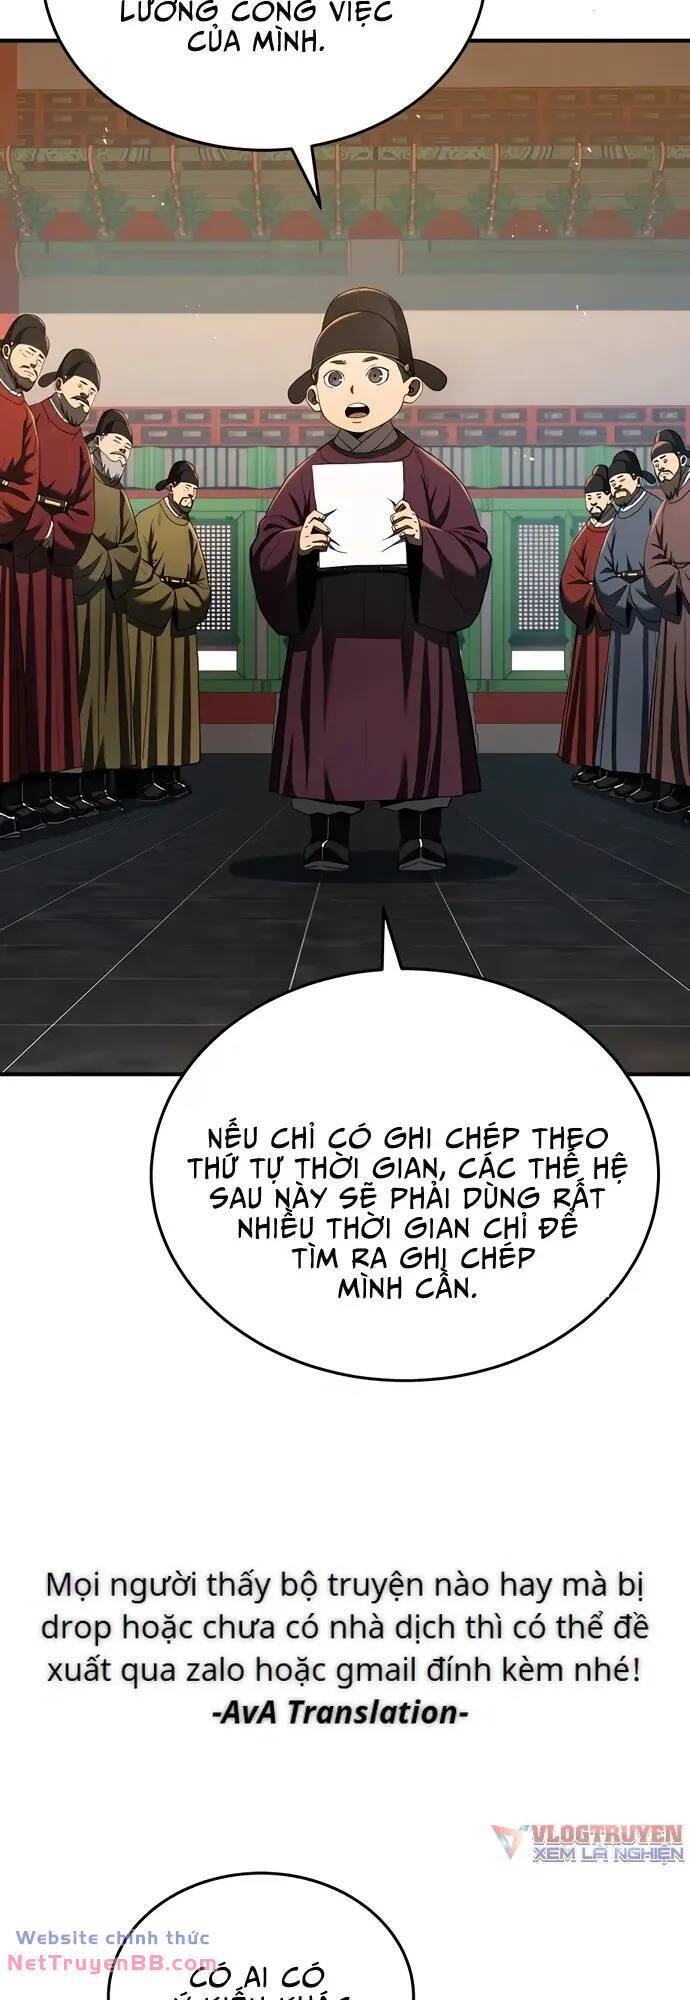 LƯỢNG CÔNG VIỆC
CỦA MÌNH.
NẾU CHỈ CÓ GHI CHÉP THEO
THỨ TỰ THỜI GIAN, CÁC THẾ HỆ
SAU NÀY SẼ PHẢI DÙNG RẤT
NHIỀU THỜI GIAN CHỈ ĐỂ
TÌM RA GHI CHÉP
MÌNH CẦN.
Mọi người thấy bộ truyện nào hay mà bị
drop hoặc chưa có nhà dịch thì có thể đề
xuất qua zalo hoặc gmail đính kèm nhé!
-AvA Translation-
VLOGTRUYEN
XEM LÀ NGHIỆN
Website chính thức
NetTruyenBB.com
CÓ AI CÓ
Ý KIẾN KHÁC